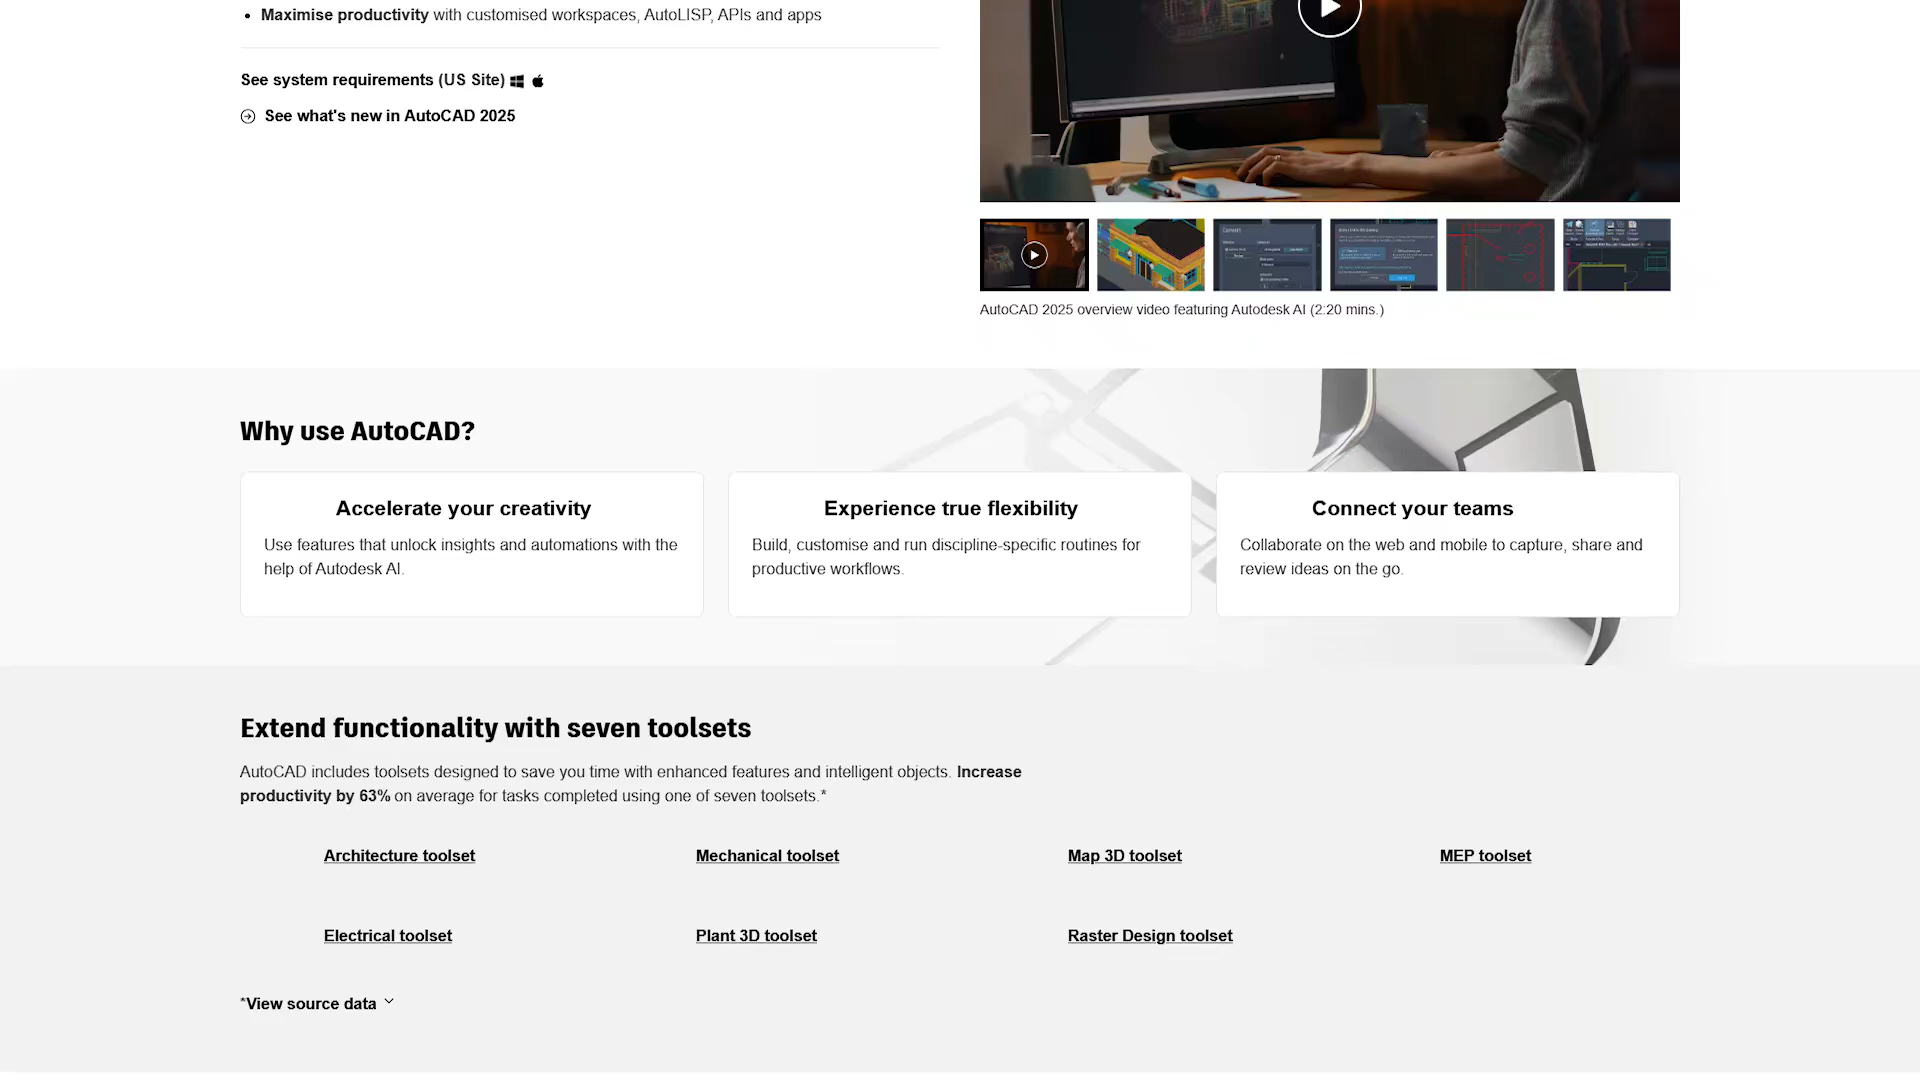 Maximise productivity with customised workspaces, AutoLISP, APIs and apps
See system requirements (US Site)
See what's new in AutoCAD 2025
AutoCAD 2025 overview video featuring Autodesk AI (2:20 mins.)
Why use AutoCAD?
Accelerate your creativity
Use features that unlock insights and automations with the
help of Autodesk AI.
Experience true flexibility
Build, customise and run discipline-specific routines for
productive workflows.
Connect your teams
Collaborate on the web and mobile to capture, share and
review ideas on the go.
Extend functionality with seven toolsets
AutoCAD includes toolsets designed to save you time with enhanced features and intelligent objects. Increase
productivity by 63% on average for tasks completed using one of seven toolsets.*
Architecture toolset
Mechanical toolset
Map 3D toolset
MEP toolset
Electrical toolset
Plant 3D toolset
Raster Design toolset
*View source data